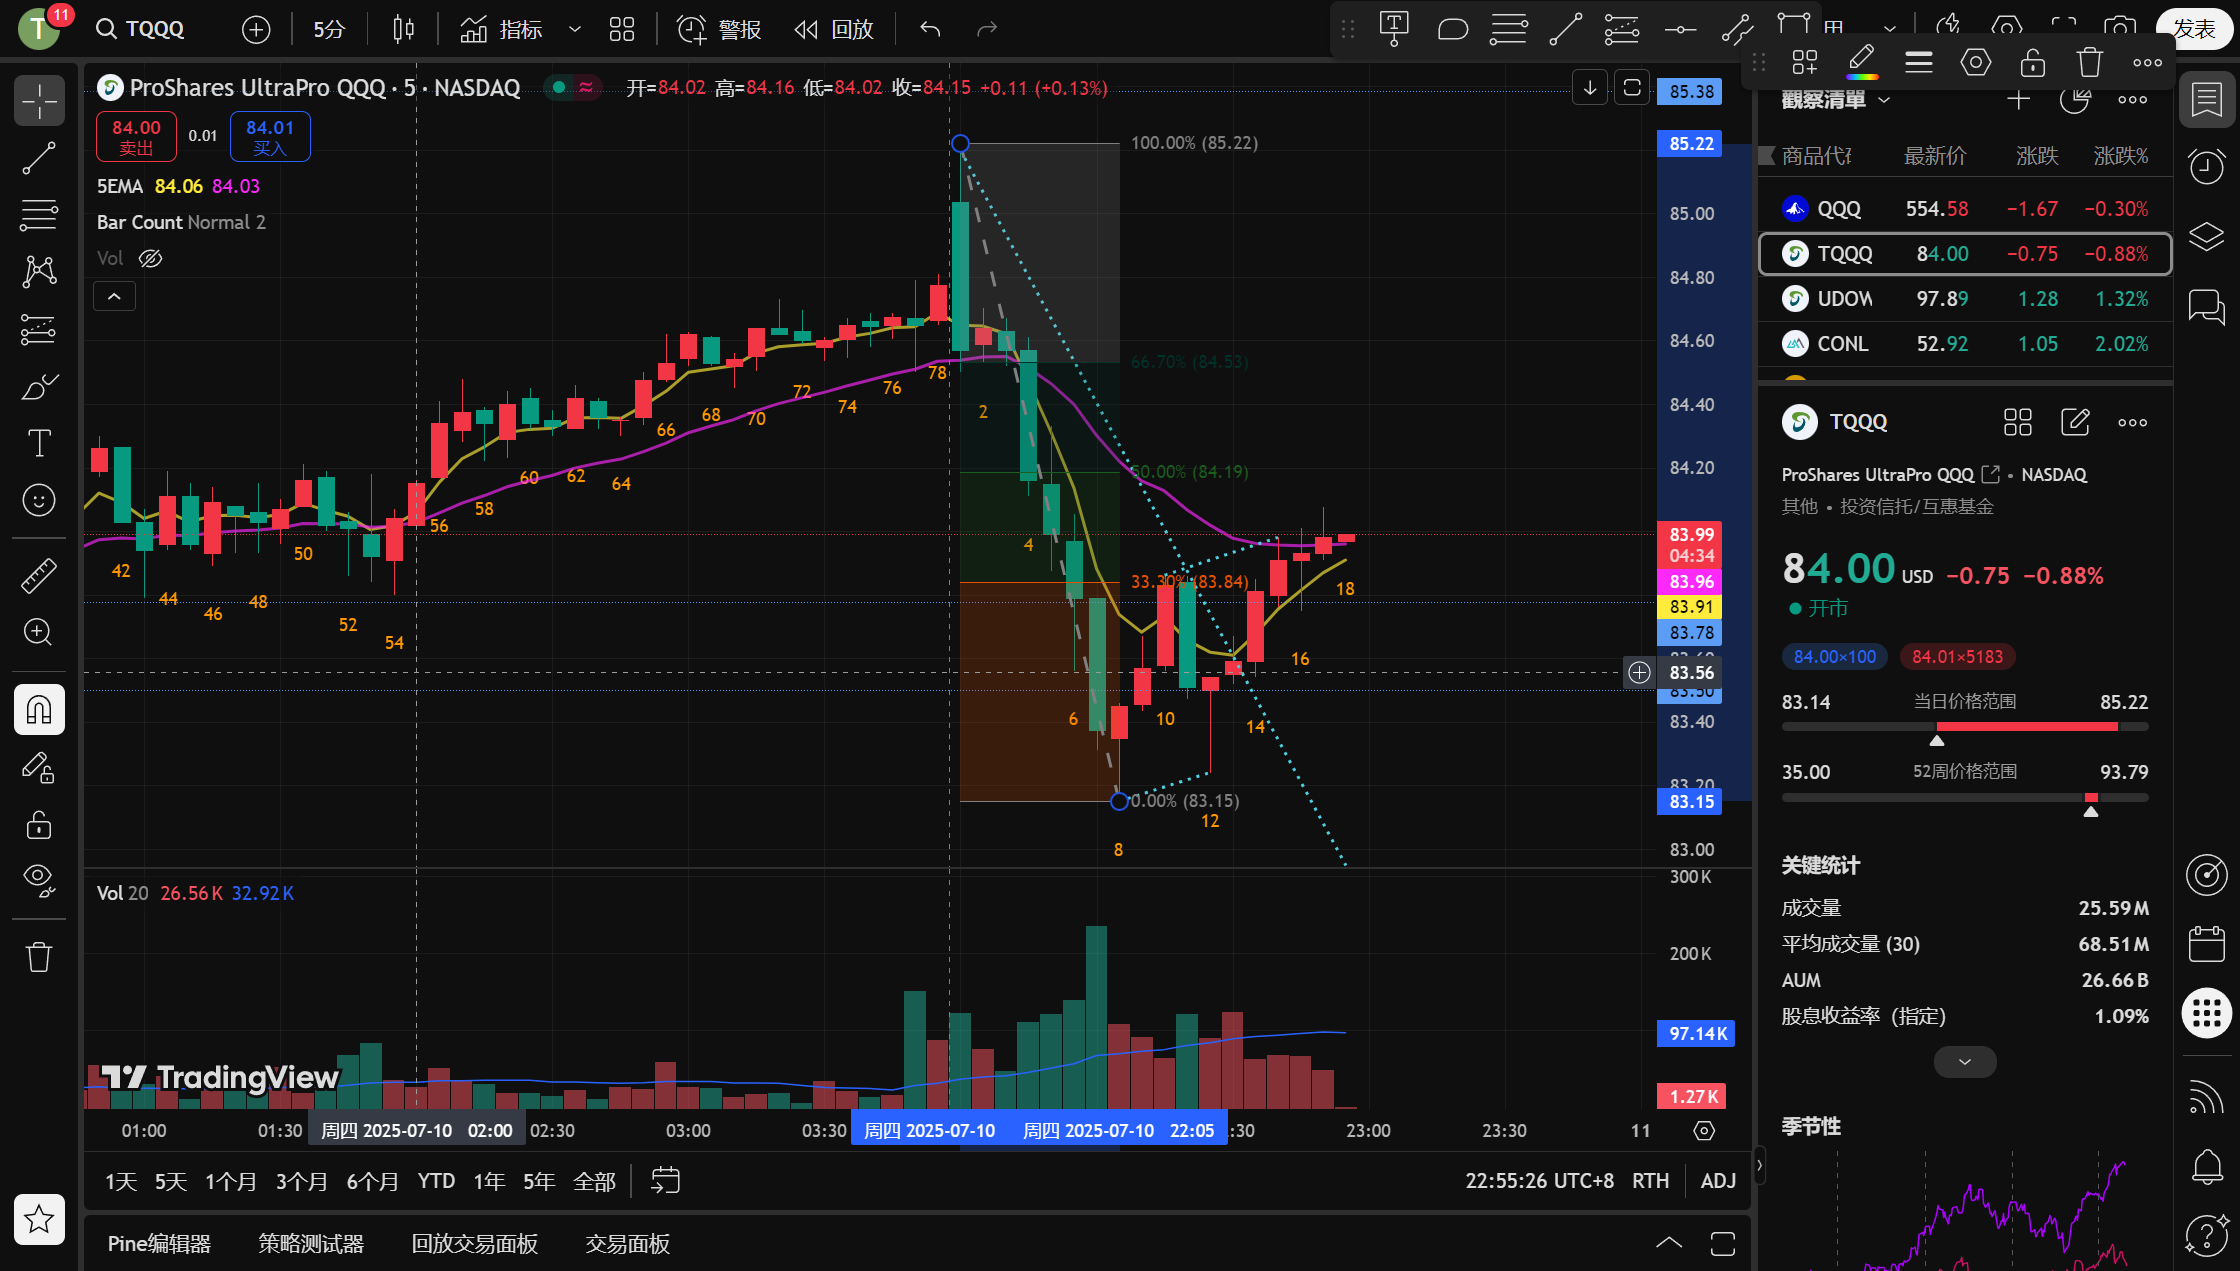 T 11 TQQQ 5分 指标 警报 回放 发表
ProShares UltraPro QQQ · 5 · NASDAQ 开=84.02 高=84.16 低=84.02 收=84.15 +0.11 (+0.13%)
84.00 卖出 0.01 84.01 买入
5EMA 84.06 84.03
Bar Count Normal 2
Vol
100.00% (85.22)
66.70% (84.53)
50.00% (84.19)
33.30% (83.84)
0.00% (83.15)
42 44 46 48 50 52 54 56 58 60 62 64 66 68 70 72 74 76 78
2 4 6 8 10 12 14 16 18
85.38
85.22
85.00
84.80
84.60
84.40
84.20
83.99
04:34
83.96
83.91
83.78
83.56
83.50
83.40
83.20
83.15
83.00
Vol 20 26.56K 32.92K
300K
200K
97.14K
1.27K
TradingView
01:00 01:30 周四 2025-07-10 02:00 02:30 03:00 03:30 周四 2025-07-10 周四 2025-07-10 22:05 :30 23:00 23:30 11
1天 5天 1个月 3个月 6个月 YTD 1年 5年 全部 22:55:26 UTC+8 RTH ADJ
Pine编辑器 策略测试器 回放交易面板 交易面板
觀察清單
商品代码 最新价 涨跌 涨跌%
QQQ 554.58 −1.67 −0.30%
TQQQ 84.00 −0.75 −0.88%
UDOW 97.89 1.28 1.32%
CONL 52.92 1.05 2.02%
TQQQ
ProShares UltraPro QQQ • NASDAQ
其他 • 投资信托/互惠基金
84.00 USD −0.75 −0.88%
开市
84.00×100 84.01×5183
83.14 当日价格范围 85.22
35.00 52周价格范围 93.79
关键统计
成交量 25.59M
平均成交量 (30) 68.51M
AUM 26.66B
股息收益率 (指定) 1.09%
季节性